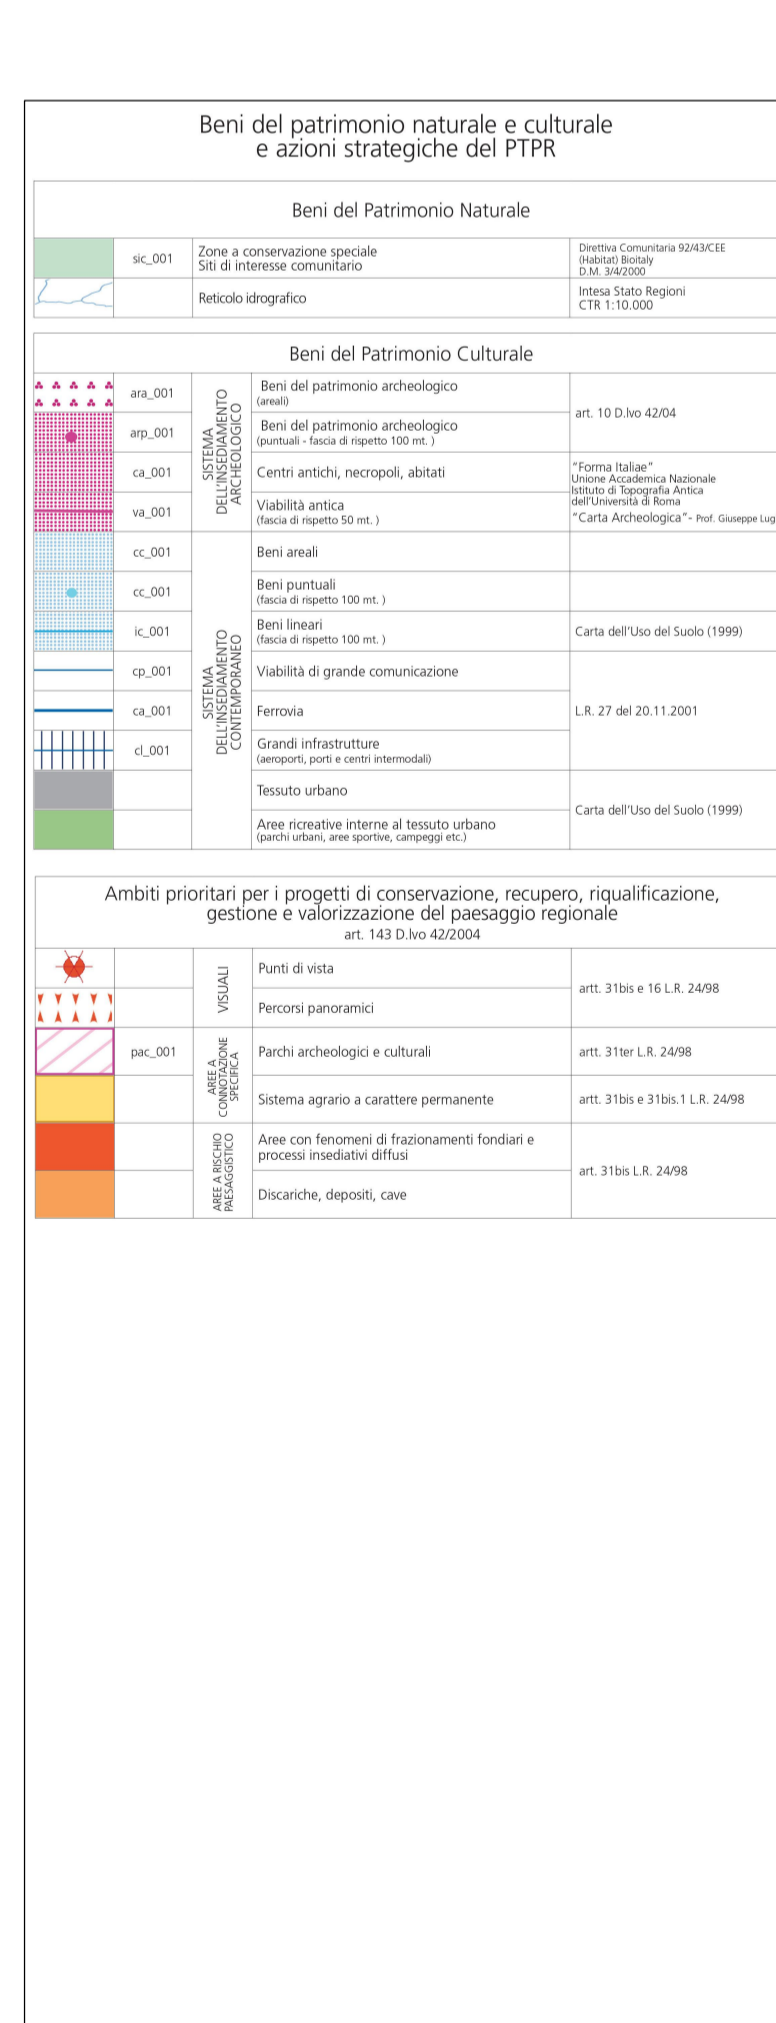 Beni del patrimonio naturale e culturale
e azioni strategiche del PTPR
Beni del Patrimonio Naturale
sic_001
Zone a conservazione speciale
Siti di interesse comunitario
Direttiva Comunitaria 92/43/CEE
(Habitat) Bioitaly
D.M. 3/4/2000
Reticolo idrografico
Intesa Stato Regioni
CTR 1:10.000
Beni del Patrimonio Culturale
SISTEMA
DELL'INSEDIAMENTO
ARCHEOLOGICO
ara_001
Beni del patrimonio archeologico
(areali)
art. 10 D.lvo 42/04
arp_001
Beni del patrimonio archeologico
(puntuali - fascia di rispetto 100 mt. )
ca_001
Centri antichi, necropoli, abitati
"Forma Italiae"
Unione Accademica Nazionale
Istituto di Topografia Antica
dell'Università di Roma
"Carta Archeologica"- Prof. Giuseppe Lug
va_001
Viabilità antica
(fascia di rispetto 50 mt. )
SISTEMA
DELL'INSEDIAMENTO
CONTEMPORANEO
cc_001
Beni areali
cc_001
Beni puntuali
(fascia di rispetto 100 mt. )
ic_001
Beni lineari
(fascia di rispetto 100 mt. )
Carta dell'Uso del Suolo (1999)
cp_001
Viabilità di grande comunicazione
ca_001
Ferrovia
L.R. 27 del 20.11.2001
cl_001
Grandi infrastrutture
(aeroporti, porti e centri intermodali)
Tessuto urbano
Carta dell'Uso del Suolo (1999)
Aree ricreative interne al tessuto urbano
(parchi urbani, aree sportive, campeggi etc.)
Ambiti prioritari per i progetti di conservazione, recupero, riqualificazione,
gestione e valorizzazione del paesaggio regionale
art. 143 D.lvo 42/2004
VISUALI
Punti di vista
artt. 31bis e 16 L.R. 24/98
Percorsi panoramici
AREE A
CONNOTAZIONE
SPECIFICA
pac_001
Parchi archeologici e culturali
artt. 31ter L.R. 24/98
Sistema agrario a carattere permanente
artt. 31bis e 31bis.1 L.R. 24/98
AREE A RISCHIO
PAESAGGISTICO
Aree con fenomeni di frazionamenti fondiari e
processi insediativi diffusi
art. 31bis L.R. 24/98
Discariche, depositi, cave